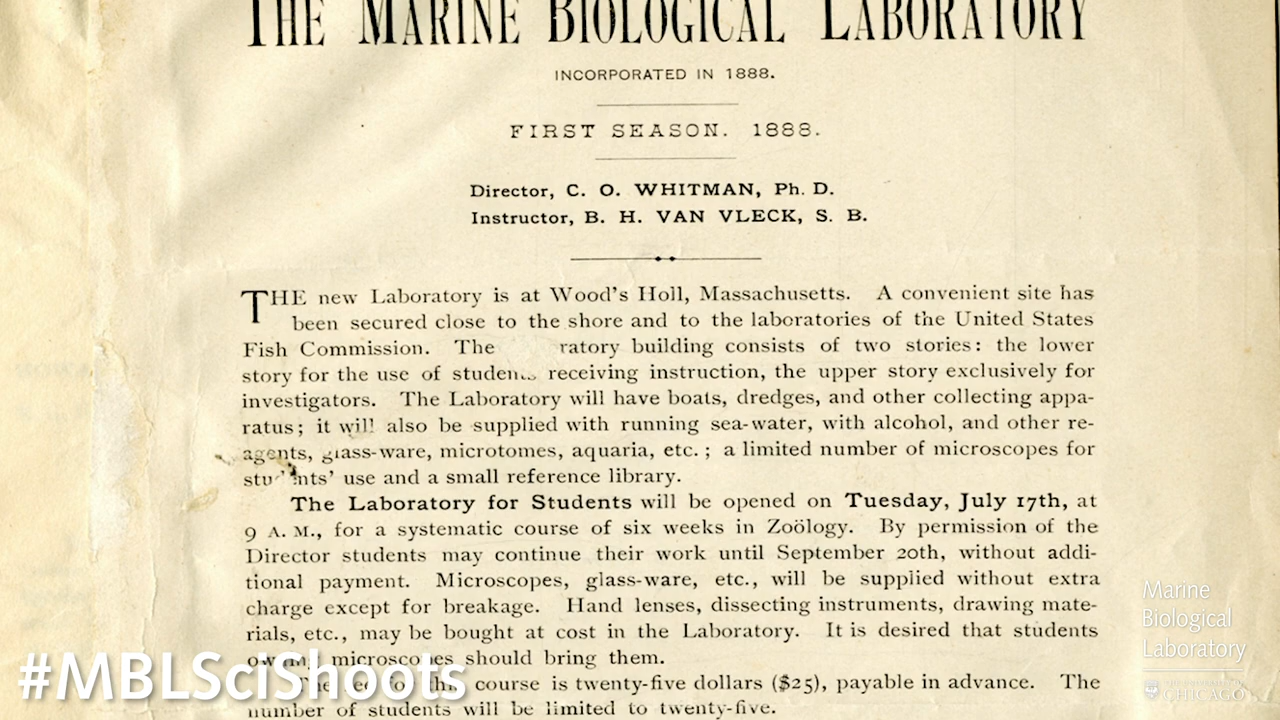 THE MARINE BIOLOGICAL LABORATORY
INCORPORATED IN 1888.
FIRST SEASON. 1888.
Director, C. O. WHITMAN, Ph. D.
Instructor, B. H. VAN VLECK, S. B.
THE new Laboratory is at Wood's Holl, Massachusetts. A convenient site has
been secured close to the shore and to the laboratories of the United States
Fish Commission. The ratory building consists of two stories: the lower
story for the use of students receiving instruction, the upper story exclusively for
investigators. The Laboratory will have boats, dredges, and other collecting appa-
ratus; it will also be supplied with running sea-water, with alcohol, and other re-
agents, glass-ware, microtomes, aquaria, etc.; a limited number of microscopes for
students' use and a small reference library.
The Laboratory for Students will be opened on Tuesday, July 17th, at
9 A. M., for a systematic course of six weeks in Zoölogy. By permission of the
Director students may continue their work until September 20th, without addi-
tional payment. Microscopes, glass-ware, etc., will be supplied without extra
charge except for breakage. Hand lenses, dissecting instruments, drawing mate-
rials, etc., may be bought at cost in the Laboratory. It is desired that students
owning microscopes should bring them.
The fee for this course is twenty-five dollars ($25), payable in advance. The
number of students will be limited to twenty-five.
#MBLSciShoots
Marine
Biological
Laboratory
THE UNIVERSITY OF
CHICAGO